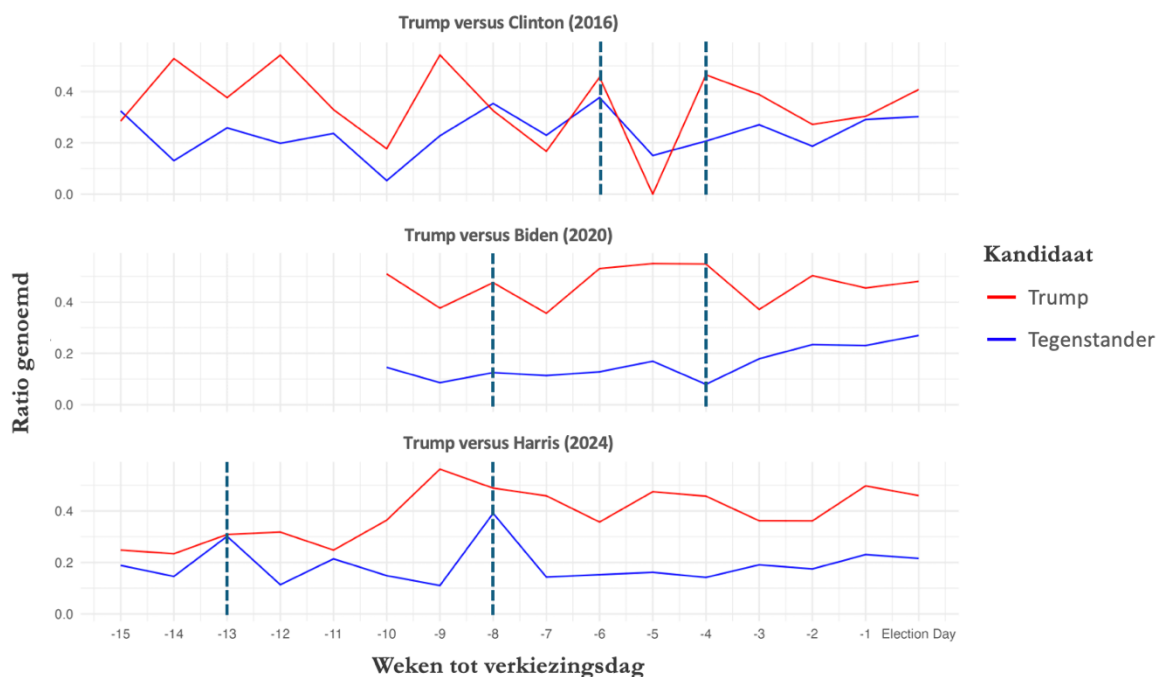 Trump versus Clinton (2016)
0.4
0.2
0.0
Trump versus Biden (2020)
0.4
0.2
0.0
Trump versus Harris (2024)
0.4
0.2
0.0
-15 -14 -13 -12 -11 -10 -9 -8 -7 -6 -5 -4 -3 -2 -1 Election Day
Weken tot verkiezingsdag
Ratio genoemd
Kandidaat
Trump
Tegenstander